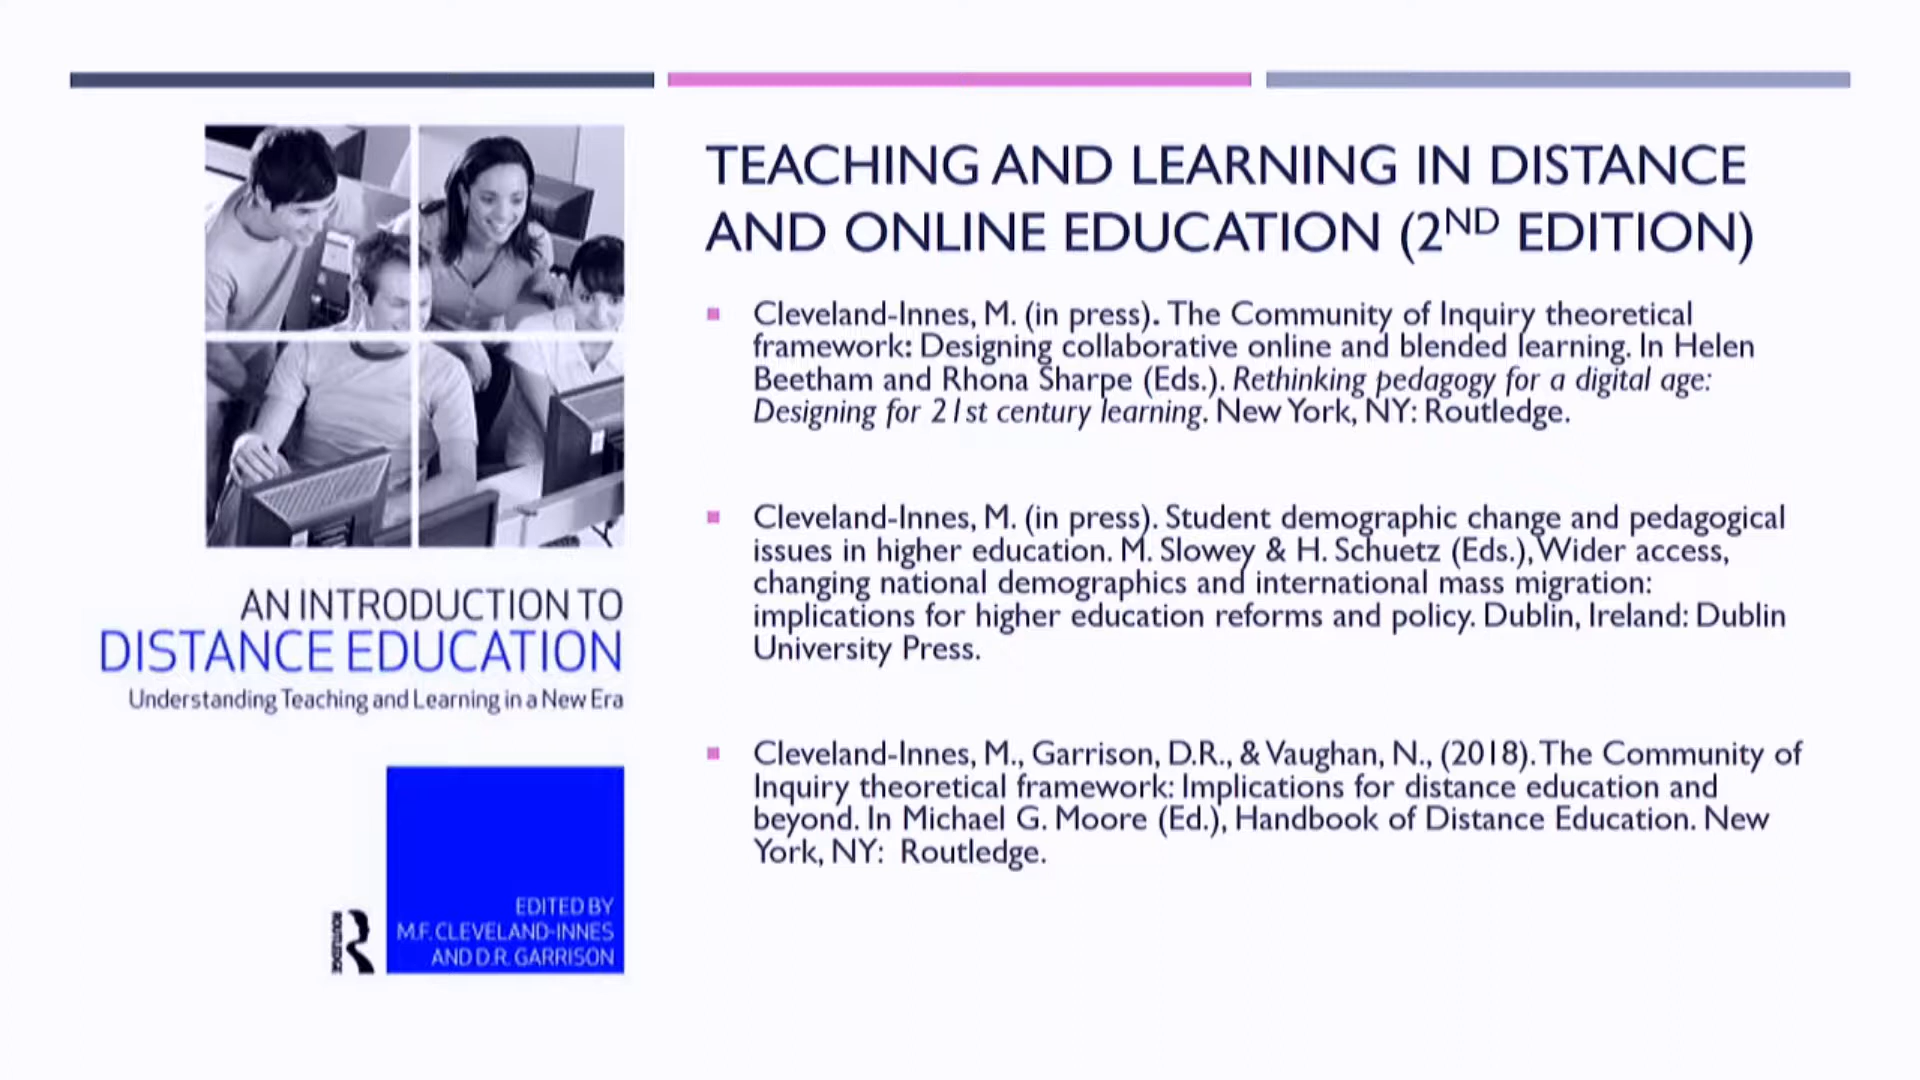 AN INTRODUCTION TO
DISTANCE EDUCATION
Understanding Teaching and Learning in a New Era
ROUTLEDGE
EDITED BY
M.F. CLEVELAND-INNES
AND D.R. GARRISON
TEACHING AND LEARNING IN DISTANCE
AND ONLINE EDUCATION (2ND EDITION)
Cleveland-Innes, M. (in press). The Community of Inquiry theoretical
framework: Designing collaborative online and blended learning. In Helen
Beetham and Rhona Sharpe (Eds.). Rethinking pedagogy for a digital age:
Designing for 21st century learning. New York, NY: Routledge.
Cleveland-Innes, M. (in press). Student demographic change and pedagogical
issues in higher education. M. Slowey & H. Schuetz (Eds.), Wider access,
changing national demographics and international mass migration:
implications for higher education reforms and policy. Dublin, Ireland: Dublin
University Press.
Cleveland-Innes, M., Garrison, D.R., & Vaughan, N., (2018). The Community of
Inquiry theoretical framework: Implications for distance education and
beyond. In Michael G. Moore (Ed.), Handbook of Distance Education. New
York, NY: Routledge.